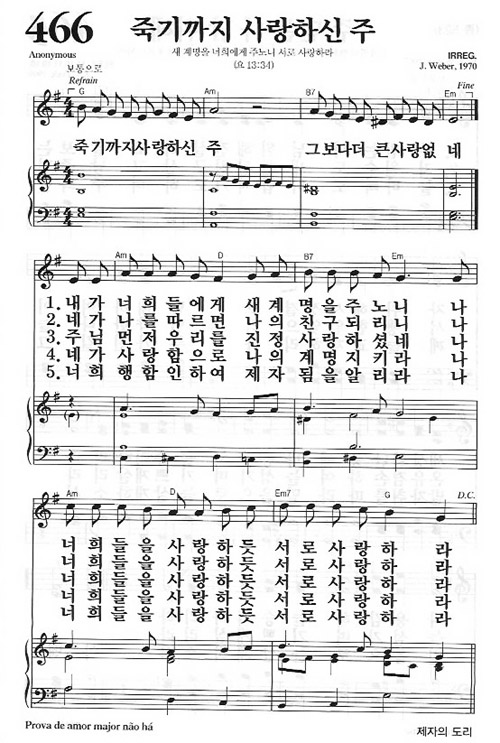 466 죽기까지 사랑하신 주
새 계명을 너희에게 주노니 서로 사랑하라
(요 13:34)
Anonymous
IRREG.
J. Weber, 1970
보통으로
Refrain
Fine
G Am B7 Em
죽기까지사랑하신 주 그보다더 큰사랑없 네
Am D B7 Em
1. 내가 너희들에게 새계명을주노니 나
2. 네가 나를따르면 나의친구되리니 나
3. 주님먼저우리를 진정사랑하셨네 나
4. 네가사랑함으로 나의계명지키라 나
5. 너희행함인하여 제자됨을알리라 나
Am D Em7 G D.C.
너희들을사랑하듯 서로사랑하 라
너희들을사랑하듯 서로사랑하 라
너희들을사랑하듯 서로사랑하 라
너희들을사랑하듯 서로사랑하 라
너희들을사랑하듯 서로사랑하 라
Prova de amor major não há
제자의 도리